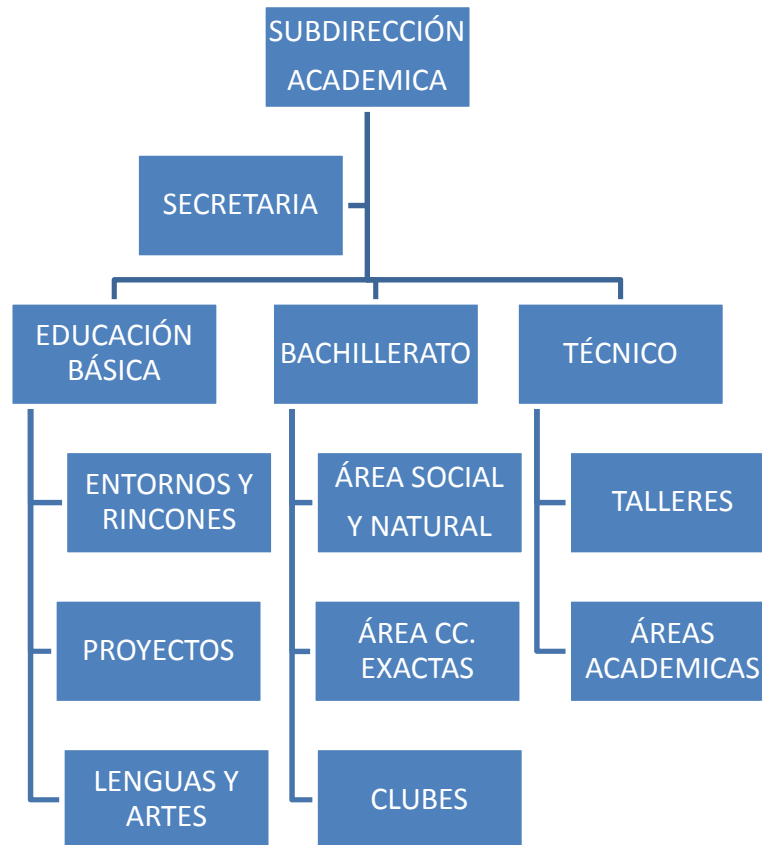 SUBDIRECCIÓN
ACADEMICA
SECRETARIA
EDUCACIÓN
BÁSICA
BACHILLERATO
TÉCNICO
ENTORNOS Y
RINCONES
ÁREA SOCIAL
Y NATURAL
TALLERES
PROYECTOS
ÁREA CC.
EXACTAS
ÁREAS
ACADEMICAS
LENGUAS Y
ARTES
CLUBES